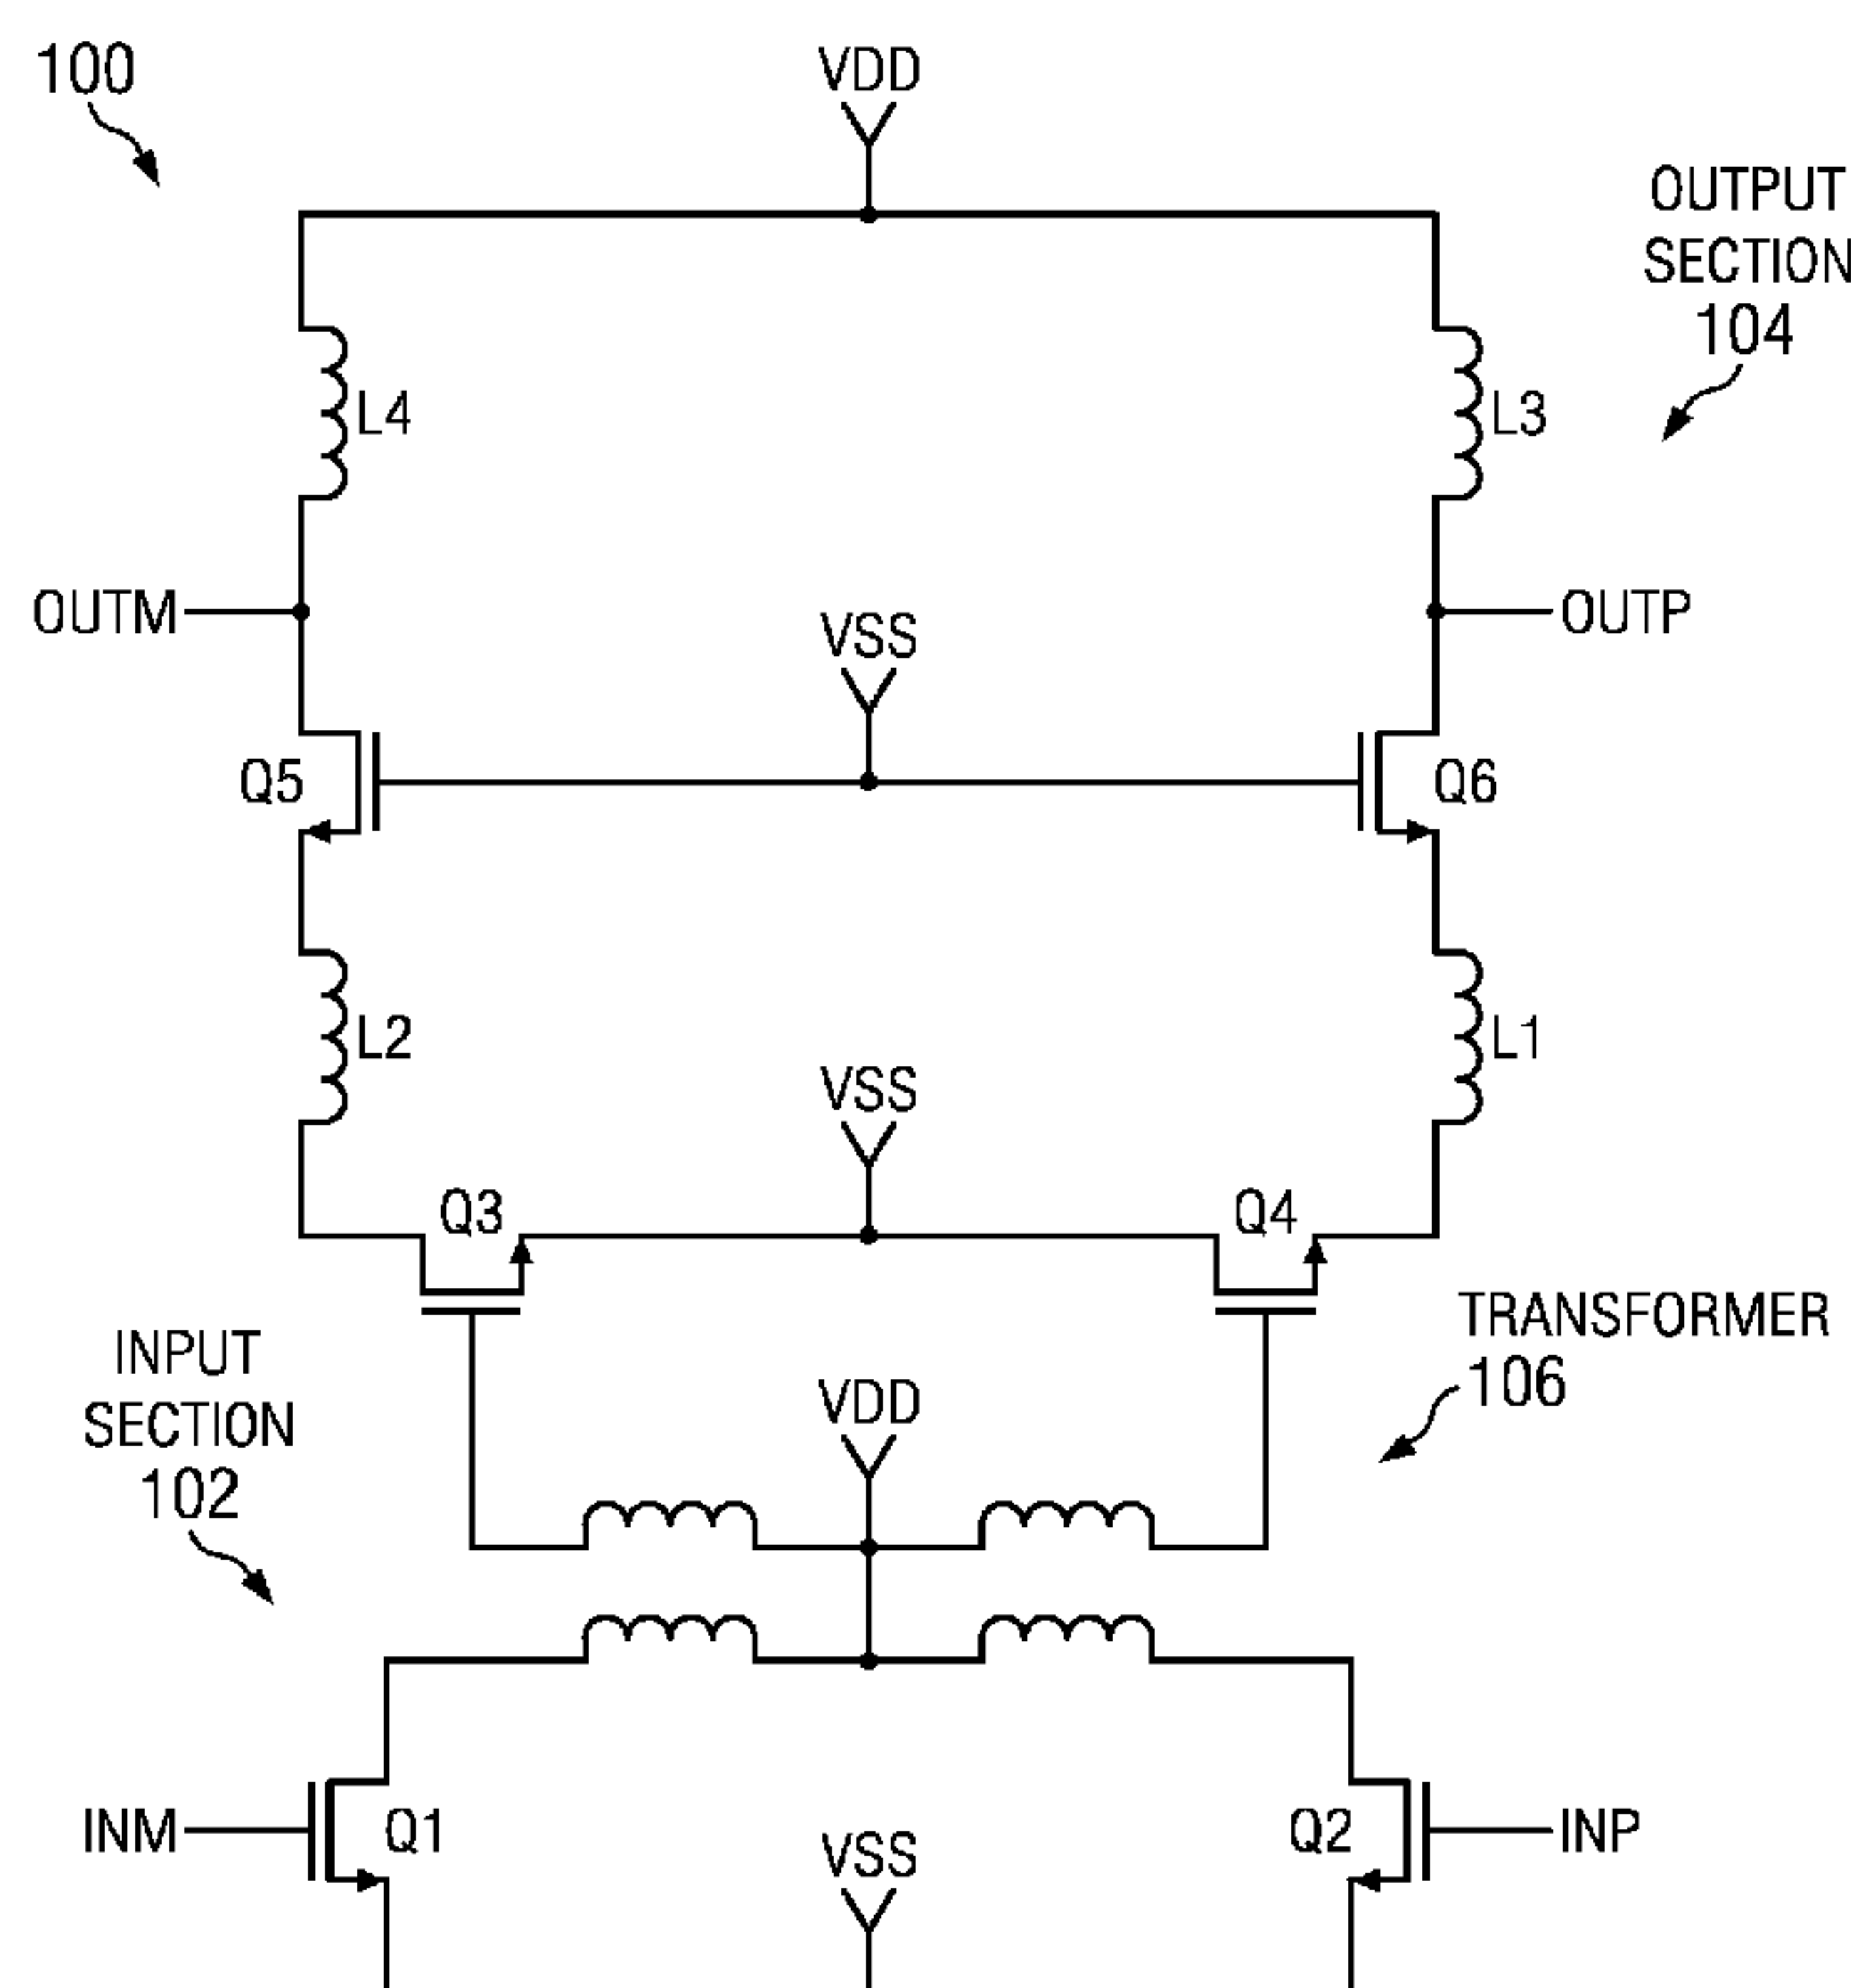 100
VDD
OUTPUT
SECTION
104
L4
L3
OUTM
VSS
OUTP
Q5
Q6
L2
L1
VSS
Q3
Q4
TRANSFORMER
106
INPUT
SECTION
102
VDD
INM
Q1
Q2
INP
VSS